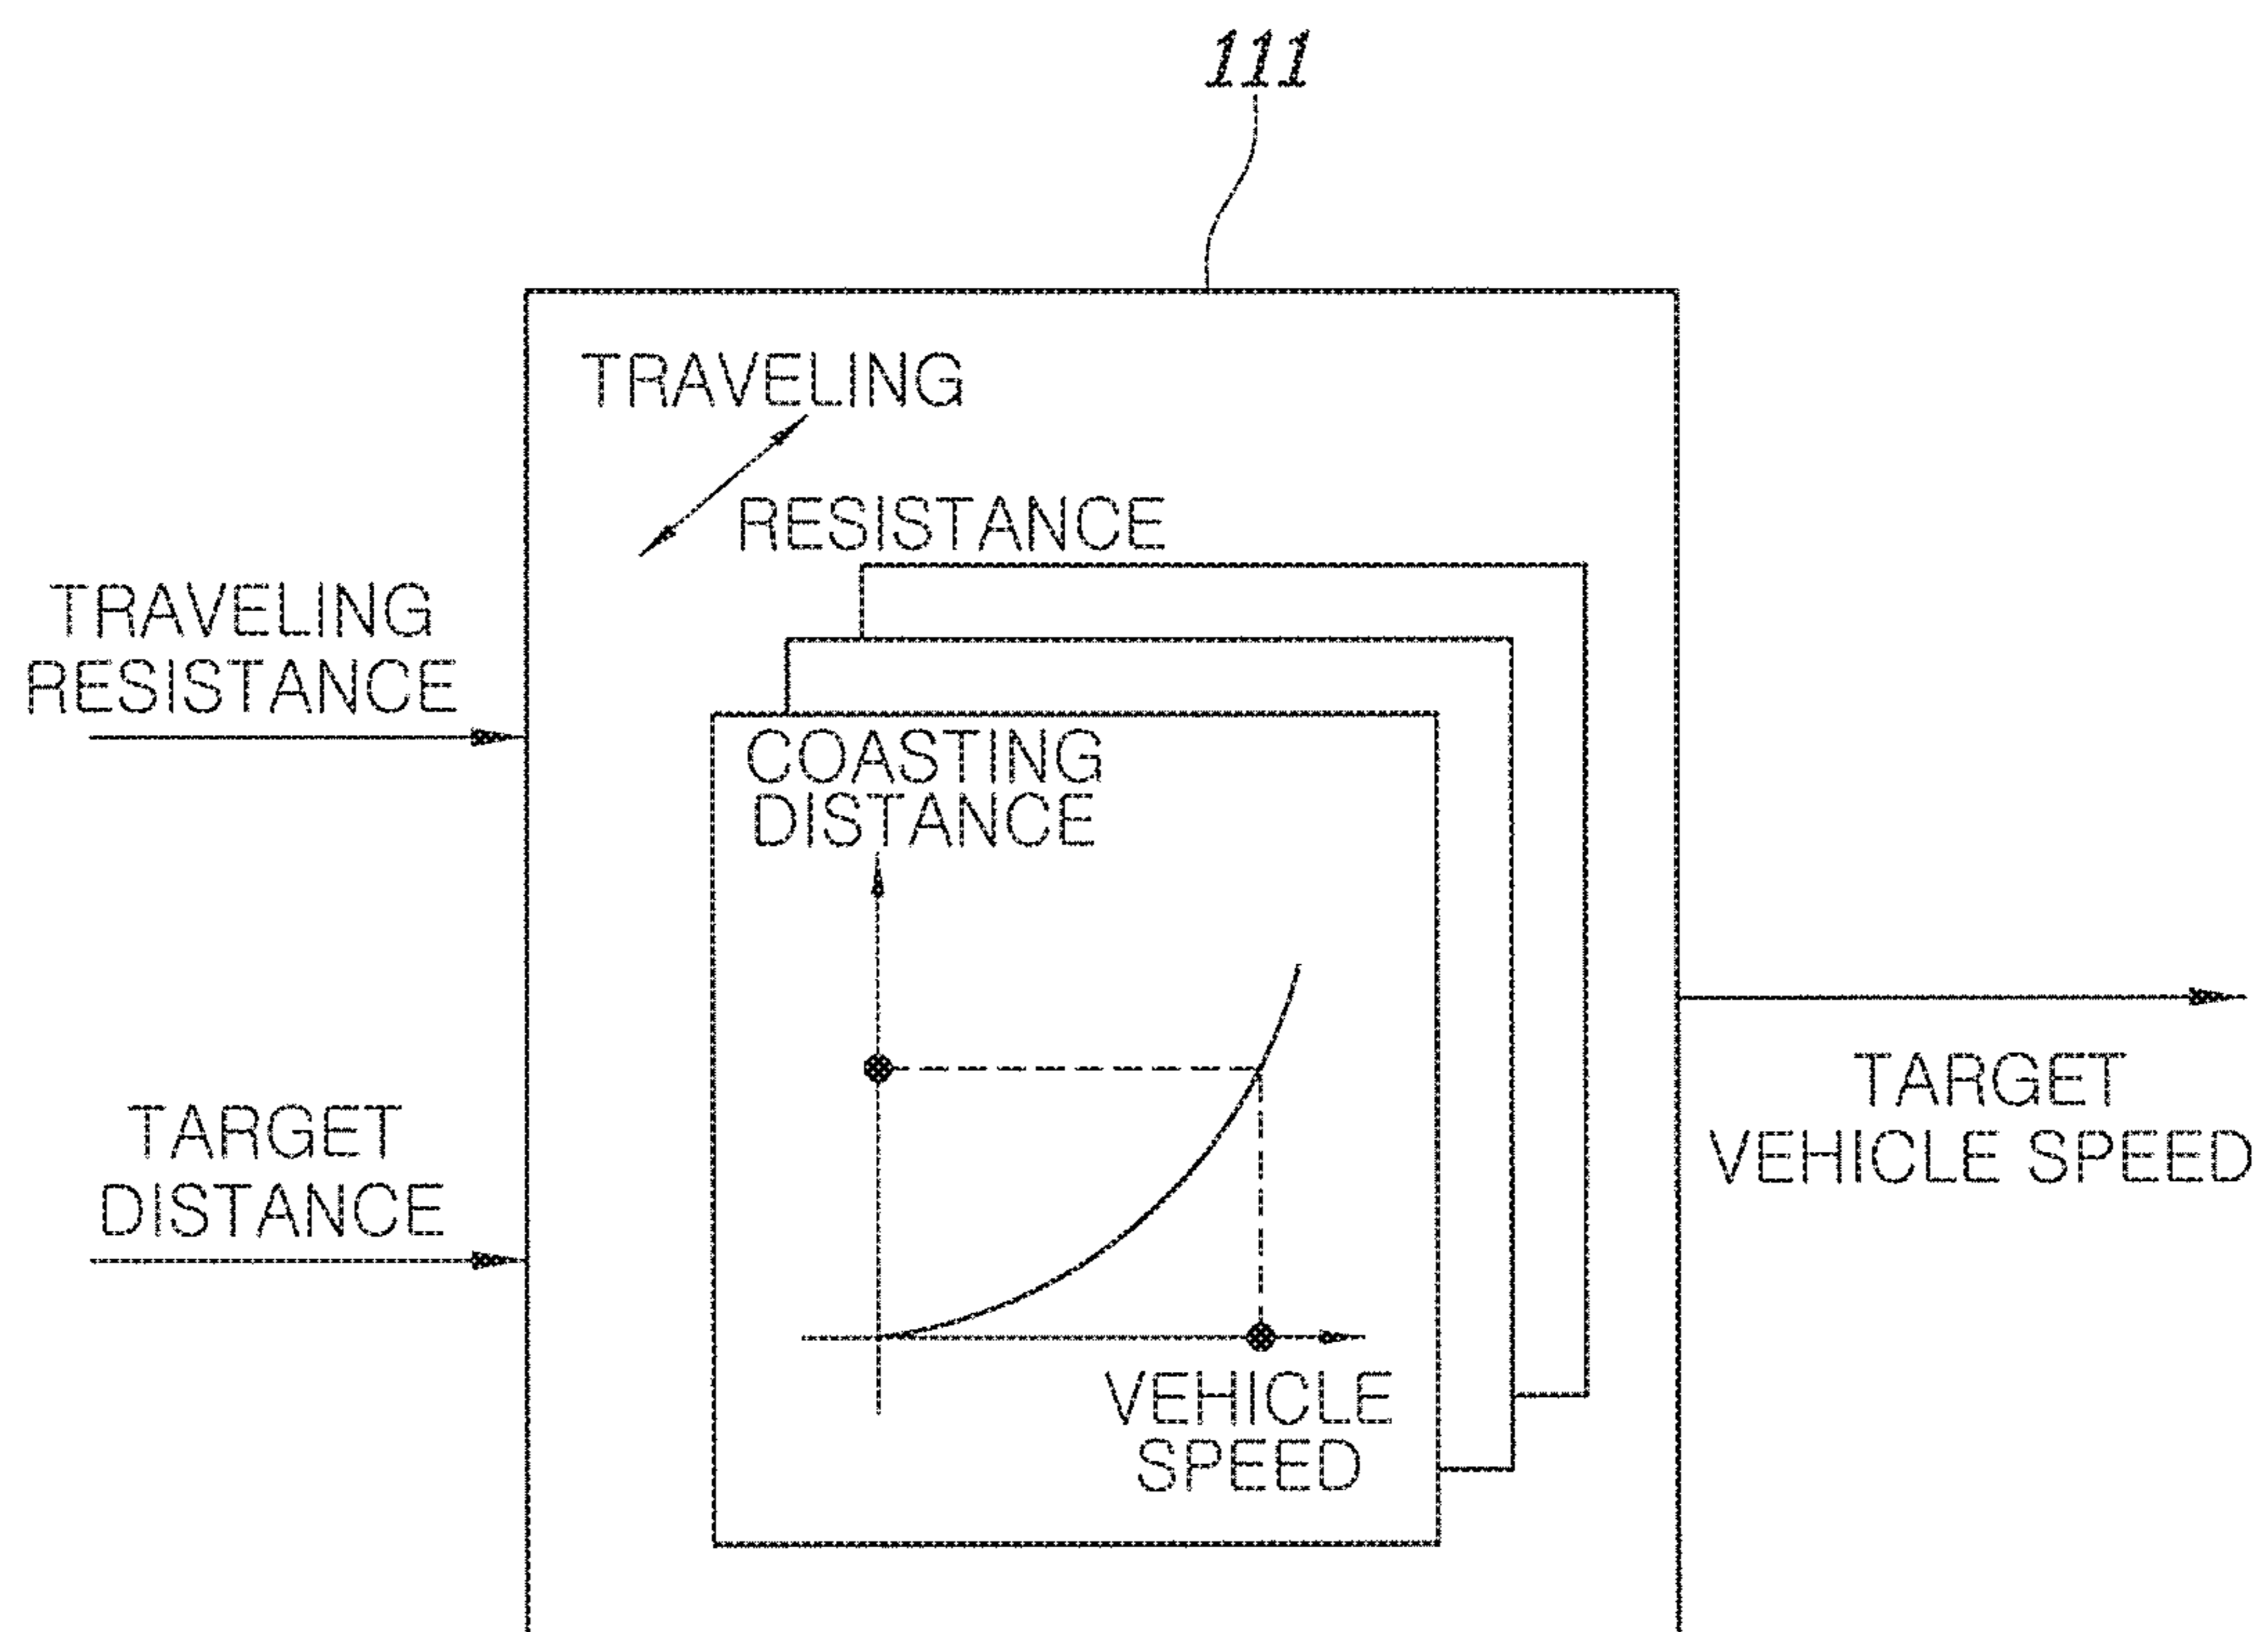 111
TRAVELING
RESISTANCE
TRAVELING
RESISTANCE
COASTING
DISTANCE
TARGET
DISTANCE
TARGET
VEHICLE SPEED
VEHICLE
SPEED